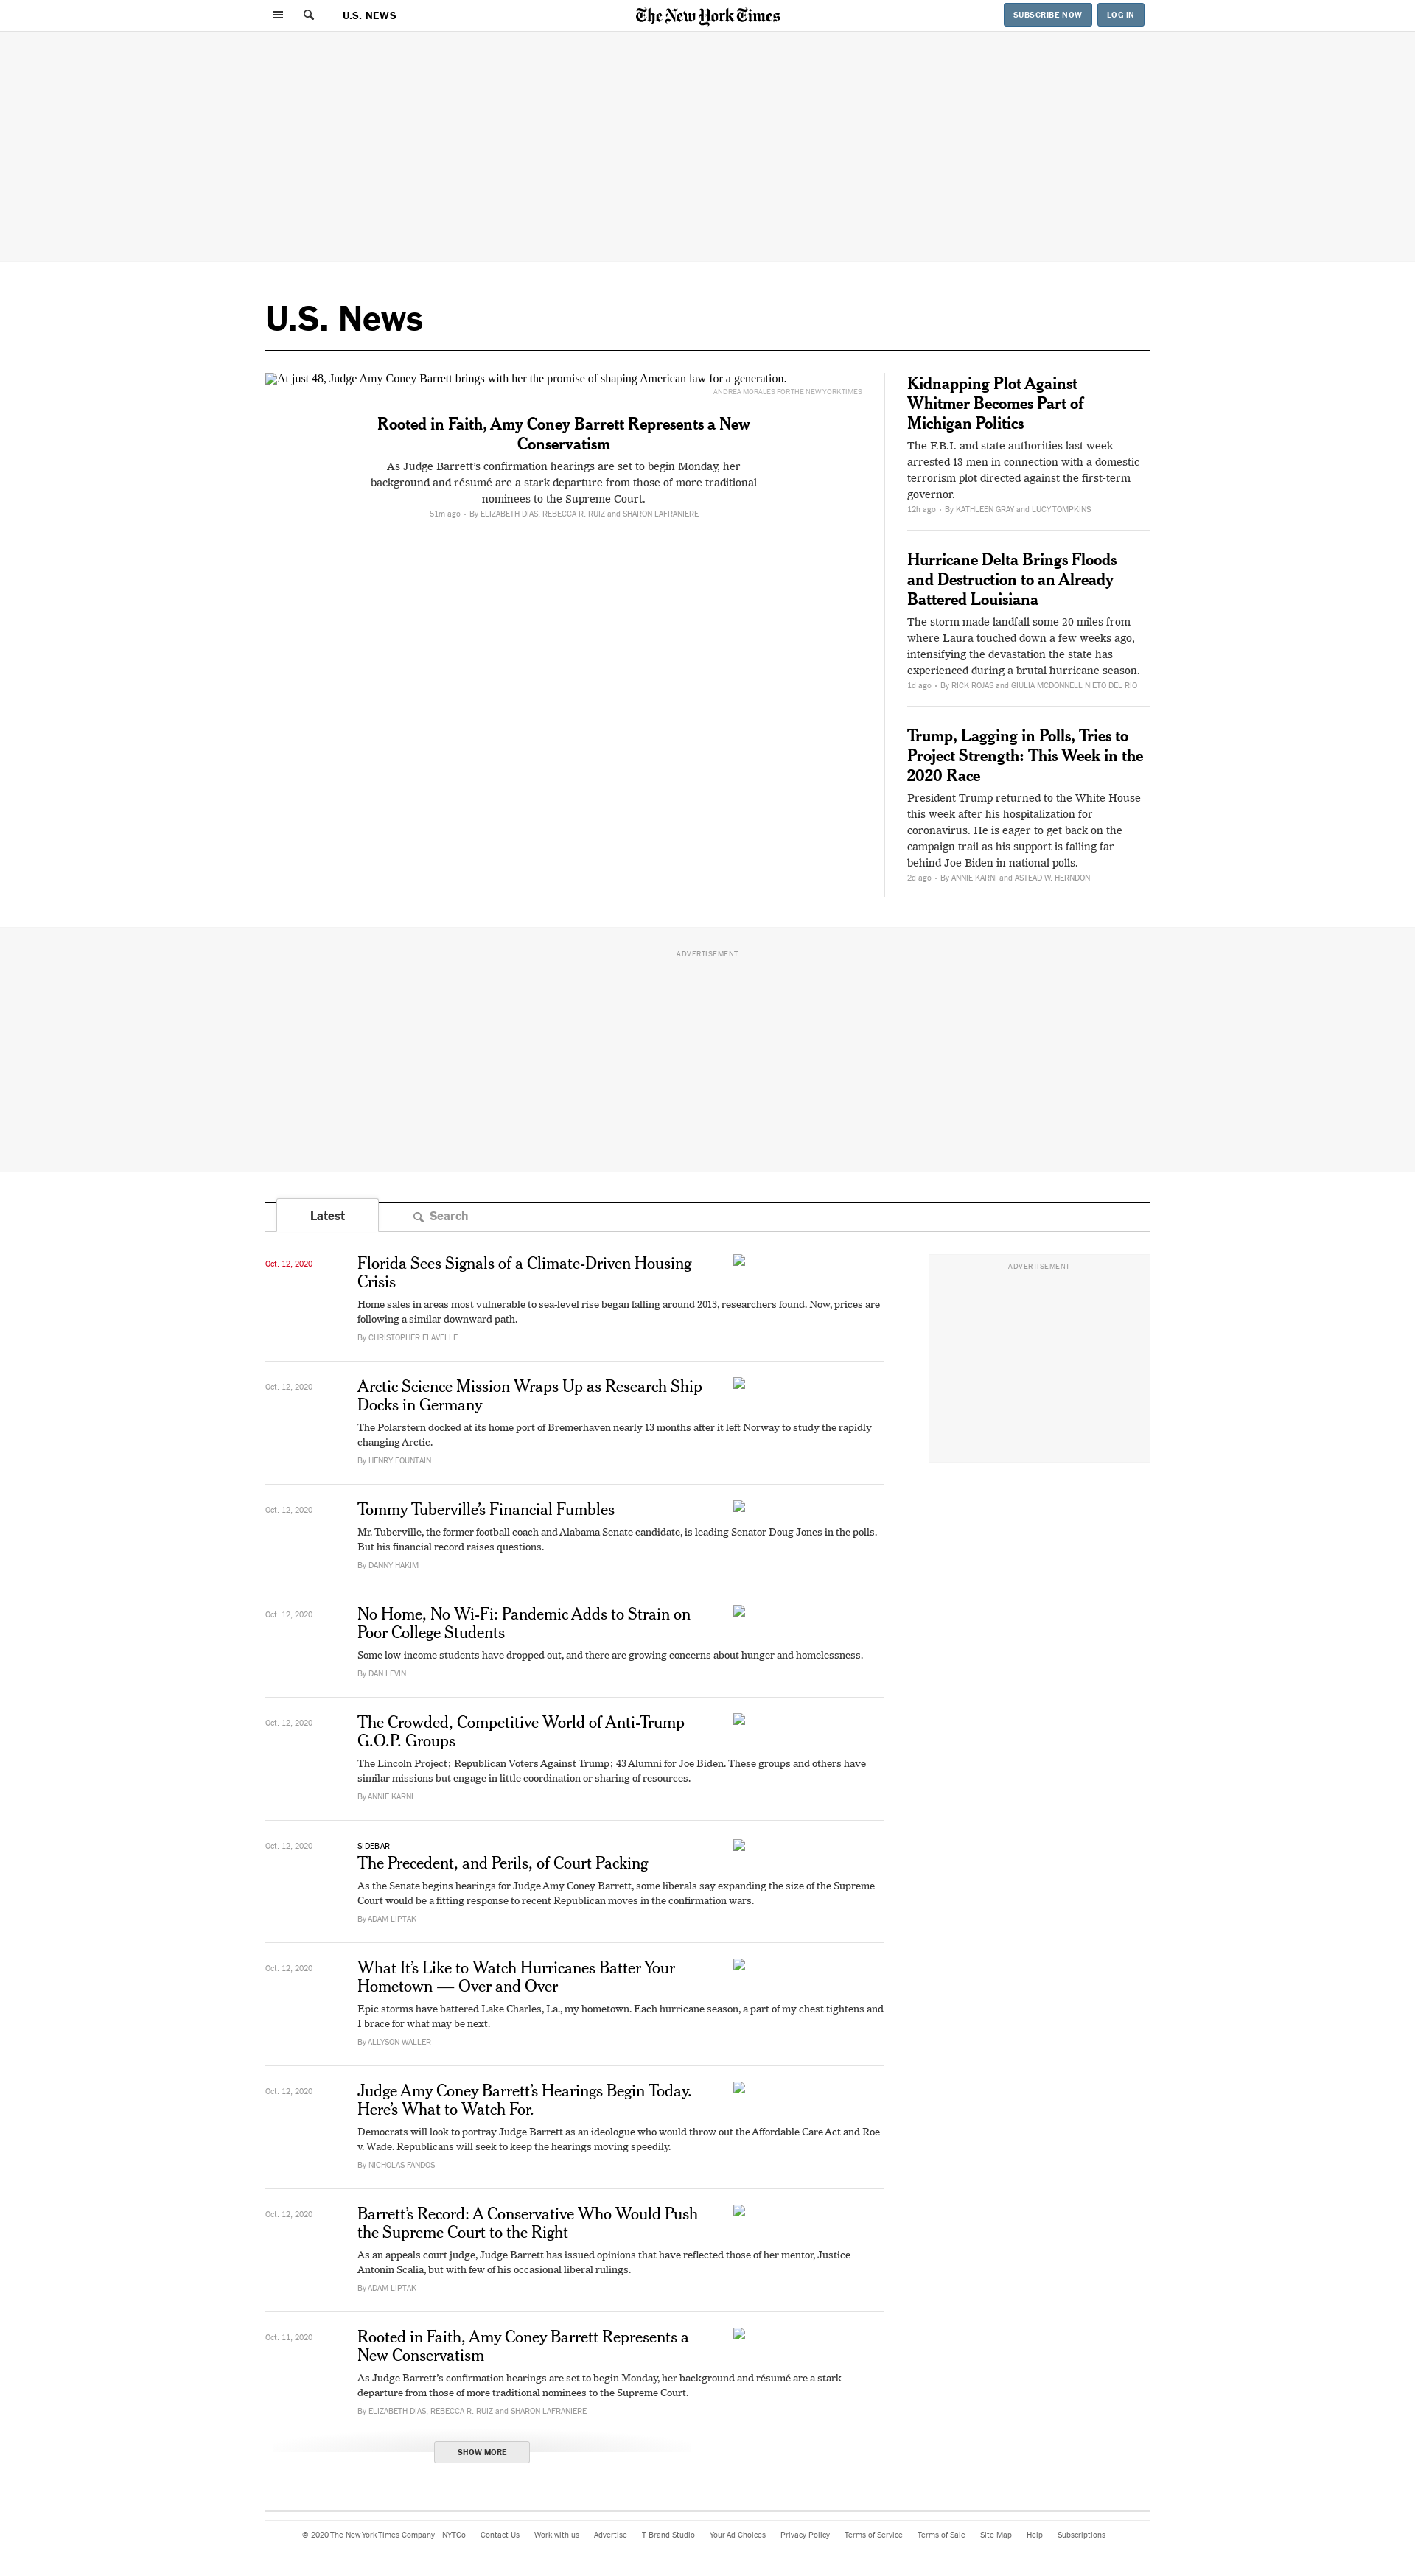 U.S. NEWS
The New York Times
SUBSCRIBE NOW
LOG IN
U.S. News
At just 48, Judge Amy Coney Barrett brings with her the promise of shaping American law for a generation.
ANDREA MORALES FOR THE NEW YORK TIMES
Rooted in Faith, Amy Coney Barrett Represents a New
Conservatism
As Judge Barrett’s confirmation hearings are set to begin Monday, her
background and résumé are a stark departure from those of more traditional
nominees to the Supreme Court.
51m ago • By ELIZABETH DIAS, REBECCA R. RUIZ and SHARON LAFRANIERE
Kidnapping Plot Against
Whitmer Becomes Part of
Michigan Politics
The F.B.I. and state authorities last week
arrested 13 men in connection with a domestic
terrorism plot directed against the first-term
governor.
12h ago • By KATHLEEN GRAY and LUCY TOMPKINS
Hurricane Delta Brings Floods
and Destruction to an Already
Battered Louisiana
The storm made landfall some 20 miles from
where Laura touched down a few weeks ago,
intensifying the devastation the state has
experienced during a brutal hurricane season.
1d ago • By RICK ROJAS and GIULIA MCDONNELL NIETO DEL RIO
Trump, Lagging in Polls, Tries to
Project Strength: This Week in the
2020 Race
President Trump returned to the White House
this week after his hospitalization for
coronavirus. He is eager to get back on the
campaign trail as his support is falling far
behind Joe Biden in national polls.
2d ago • By ANNIE KARNI and ASTEAD W. HERNDON
ADVERTISEMENT
Latest
Search
Oct. 12, 2020
Florida Sees Signals of a Climate-Driven Housing
Crisis
Home sales in areas most vulnerable to sea-level rise began falling around 2013, researchers found. Now, prices are
following a similar downward path.
By CHRISTOPHER FLAVELLE
ADVERTISEMENT
Oct. 12, 2020
Arctic Science Mission Wraps Up as Research Ship
Docks in Germany
The Polarstern docked at its home port of Bremerhaven nearly 13 months after it left Norway to study the rapidly
changing Arctic.
By HENRY FOUNTAIN
Oct. 12, 2020
Tommy Tuberville’s Financial Fumbles
Mr. Tuberville, the former football coach and Alabama Senate candidate, is leading Senator Doug Jones in the polls.
But his financial record raises questions.
By DANNY HAKIM
Oct. 12, 2020
No Home, No Wi-Fi: Pandemic Adds to Strain on
Poor College Students
Some low-income students have dropped out, and there are growing concerns about hunger and homelessness.
By DAN LEVIN
Oct. 12, 2020
The Crowded, Competitive World of Anti-Trump
G.O.P. Groups
The Lincoln Project; Republican Voters Against Trump; 43 Alumni for Joe Biden. These groups and others have
similar missions but engage in little coordination or sharing of resources.
By ANNIE KARNI
Oct. 12, 2020
SIDEBAR
The Precedent, and Perils, of Court Packing
As the Senate begins hearings for Judge Amy Coney Barrett, some liberals say expanding the size of the Supreme
Court would be a fitting response to recent Republican moves in the confirmation wars.
By ADAM LIPTAK
Oct. 12, 2020
What It’s Like to Watch Hurricanes Batter Your
Hometown — Over and Over
Epic storms have battered Lake Charles, La., my hometown. Each hurricane season, a part of my chest tightens and
I brace for what may be next.
By ALLYSON WALLER
Oct. 12, 2020
Judge Amy Coney Barrett’s Hearings Begin Today.
Here’s What to Watch For.
Democrats will look to portray Judge Barrett as an ideologue who would throw out the Affordable Care Act and Roe
v. Wade. Republicans will seek to keep the hearings moving speedily.
By NICHOLAS FANDOS
Oct. 12, 2020
Barrett’s Record: A Conservative Who Would Push
the Supreme Court to the Right
As an appeals court judge, Judge Barrett has issued opinions that have reflected those of her mentor, Justice
Antonin Scalia, but with few of his occasional liberal rulings.
By ADAM LIPTAK
Oct. 11, 2020
Rooted in Faith, Amy Coney Barrett Represents a
New Conservatism
As Judge Barrett’s confirmation hearings are set to begin Monday, her background and résumé are a stark
departure from those of more traditional nominees to the Supreme Court.
By ELIZABETH DIAS, REBECCA R. RUIZ and SHARON LAFRANIERE
SHOW MORE
© 2020 The New York Times Company NYTCo Contact Us Work with us Advertise T Brand Studio Your Ad Choices Privacy Policy Terms of Service Terms of Sale Site Map Help Subscriptions